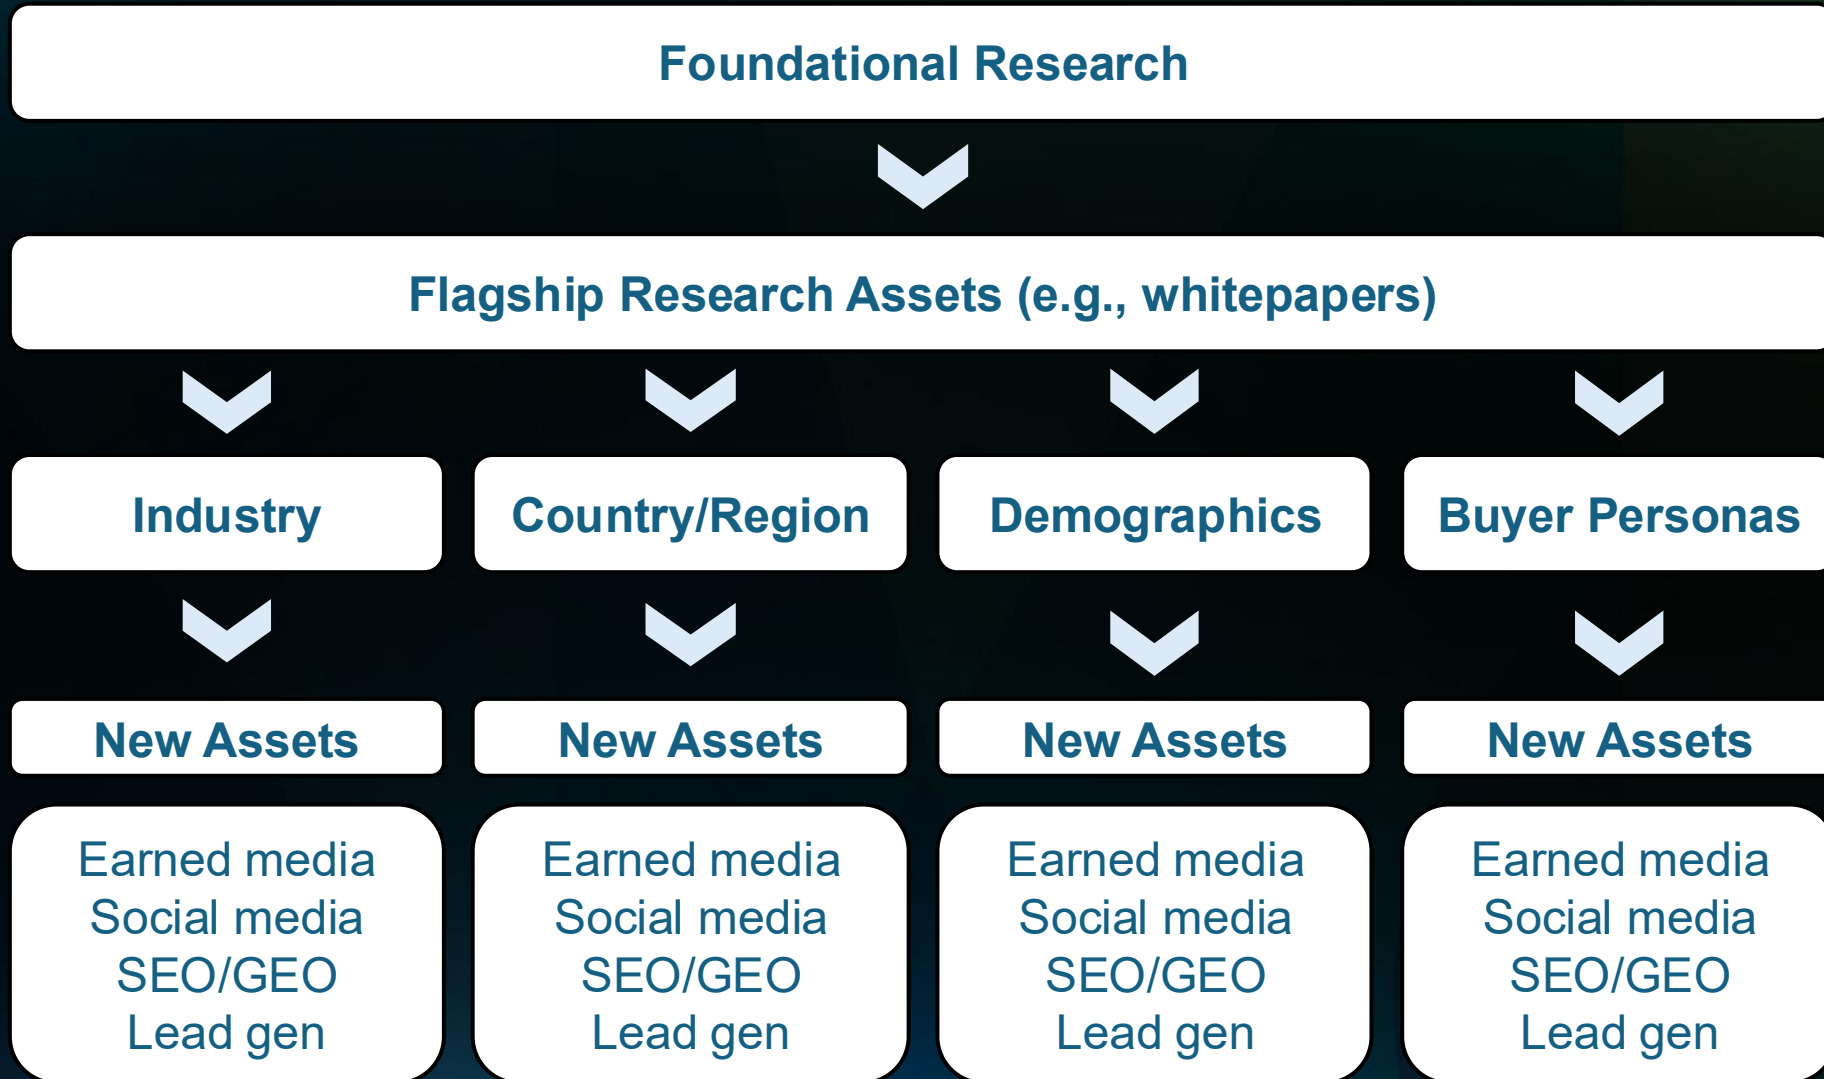 Foundational Research
Flagship Research Assets (e.g., whitepapers)
Industry
Country/Region
Demographics
Buyer Personas
New Assets
New Assets
New Assets
New Assets
Earned media
Social media
SEO/GEO
Lead gen
Earned media
Social media
SEO/GEO
Lead gen
Earned media
Social media
SEO/GEO
Lead gen
Earned media
Social media
SEO/GEO
Lead gen